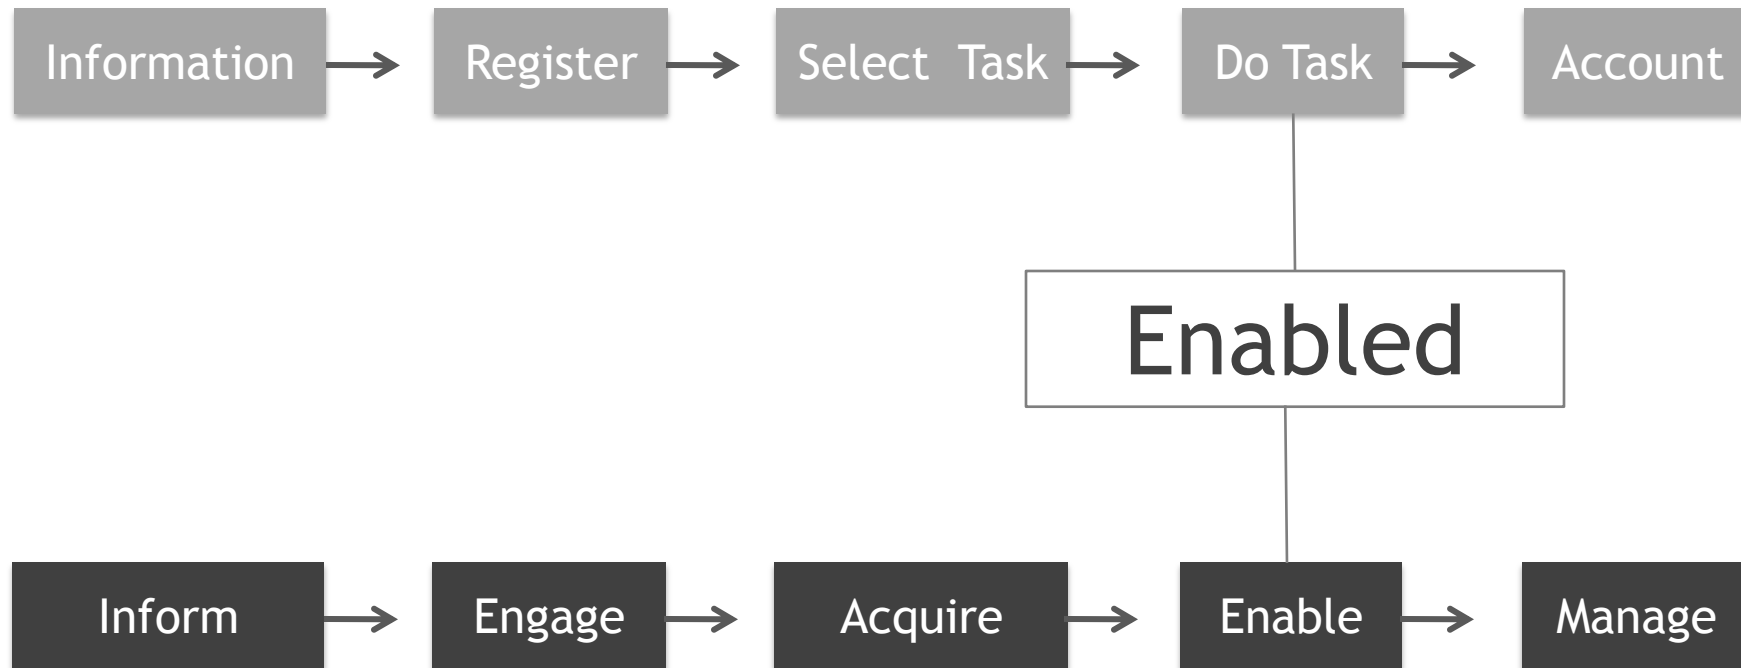 Information
Register
Select Task
Do Task
Account
Enabled
Inform
Engage
Acquire
Enable
Manage